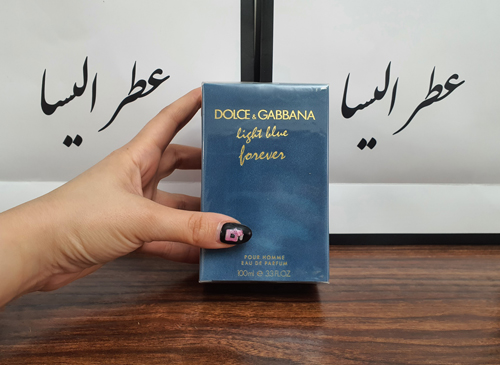 عطر اليسا
عطر اليسا
DOLCE & GABBANA
light blue
forever
POUR HOMME
EAU DE PARFUM
100ml e 3.3 FL.OZ.